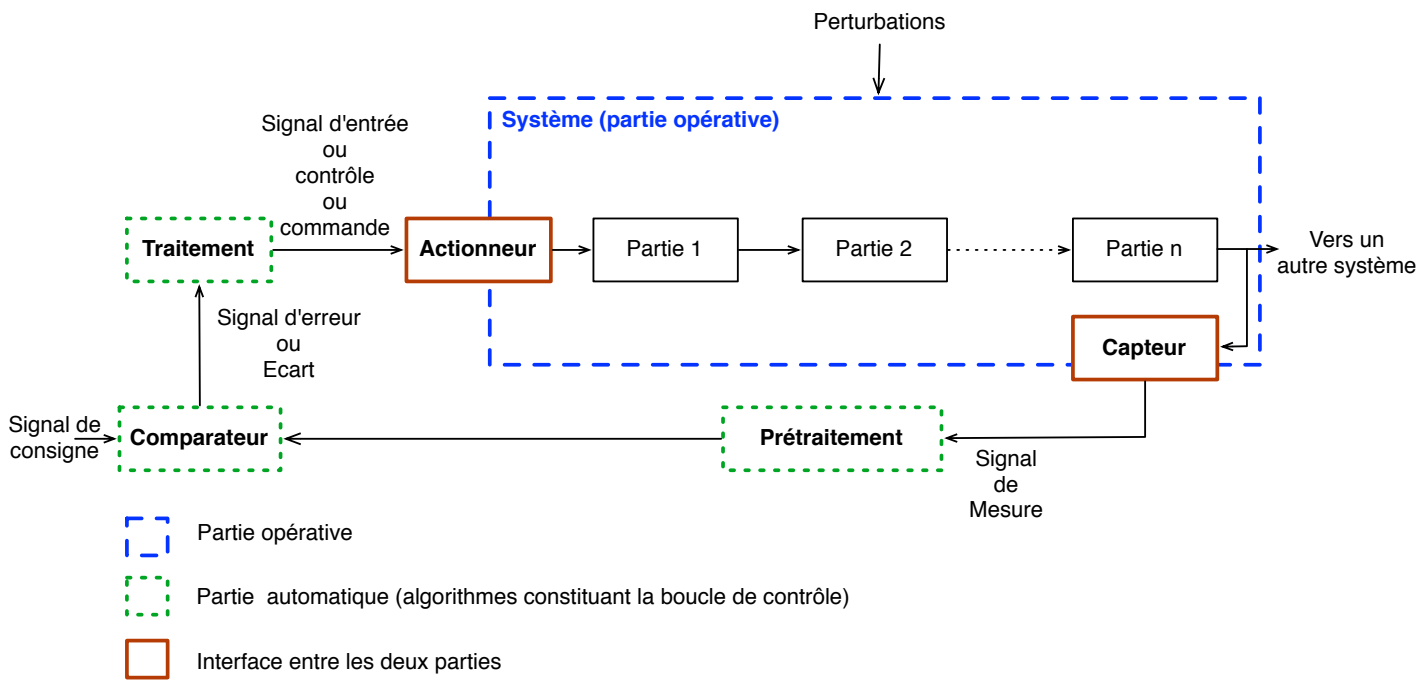 Perturbations
Système (partie opérative)
Signal d'entrée
ou
contrôle
ou
commande
Traitement
Actionneur
Partie 1
Partie 2
Partie n
Vers un
autre système
Signal d'erreur
ou
Ecart
Capteur
Signal de
consigne
Comparateur
Prétraitement
Signal
de
Mesure
Partie opérative
Partie automatique (algorithmes constituant la boucle de contrôle)
Interface entre les deux parties